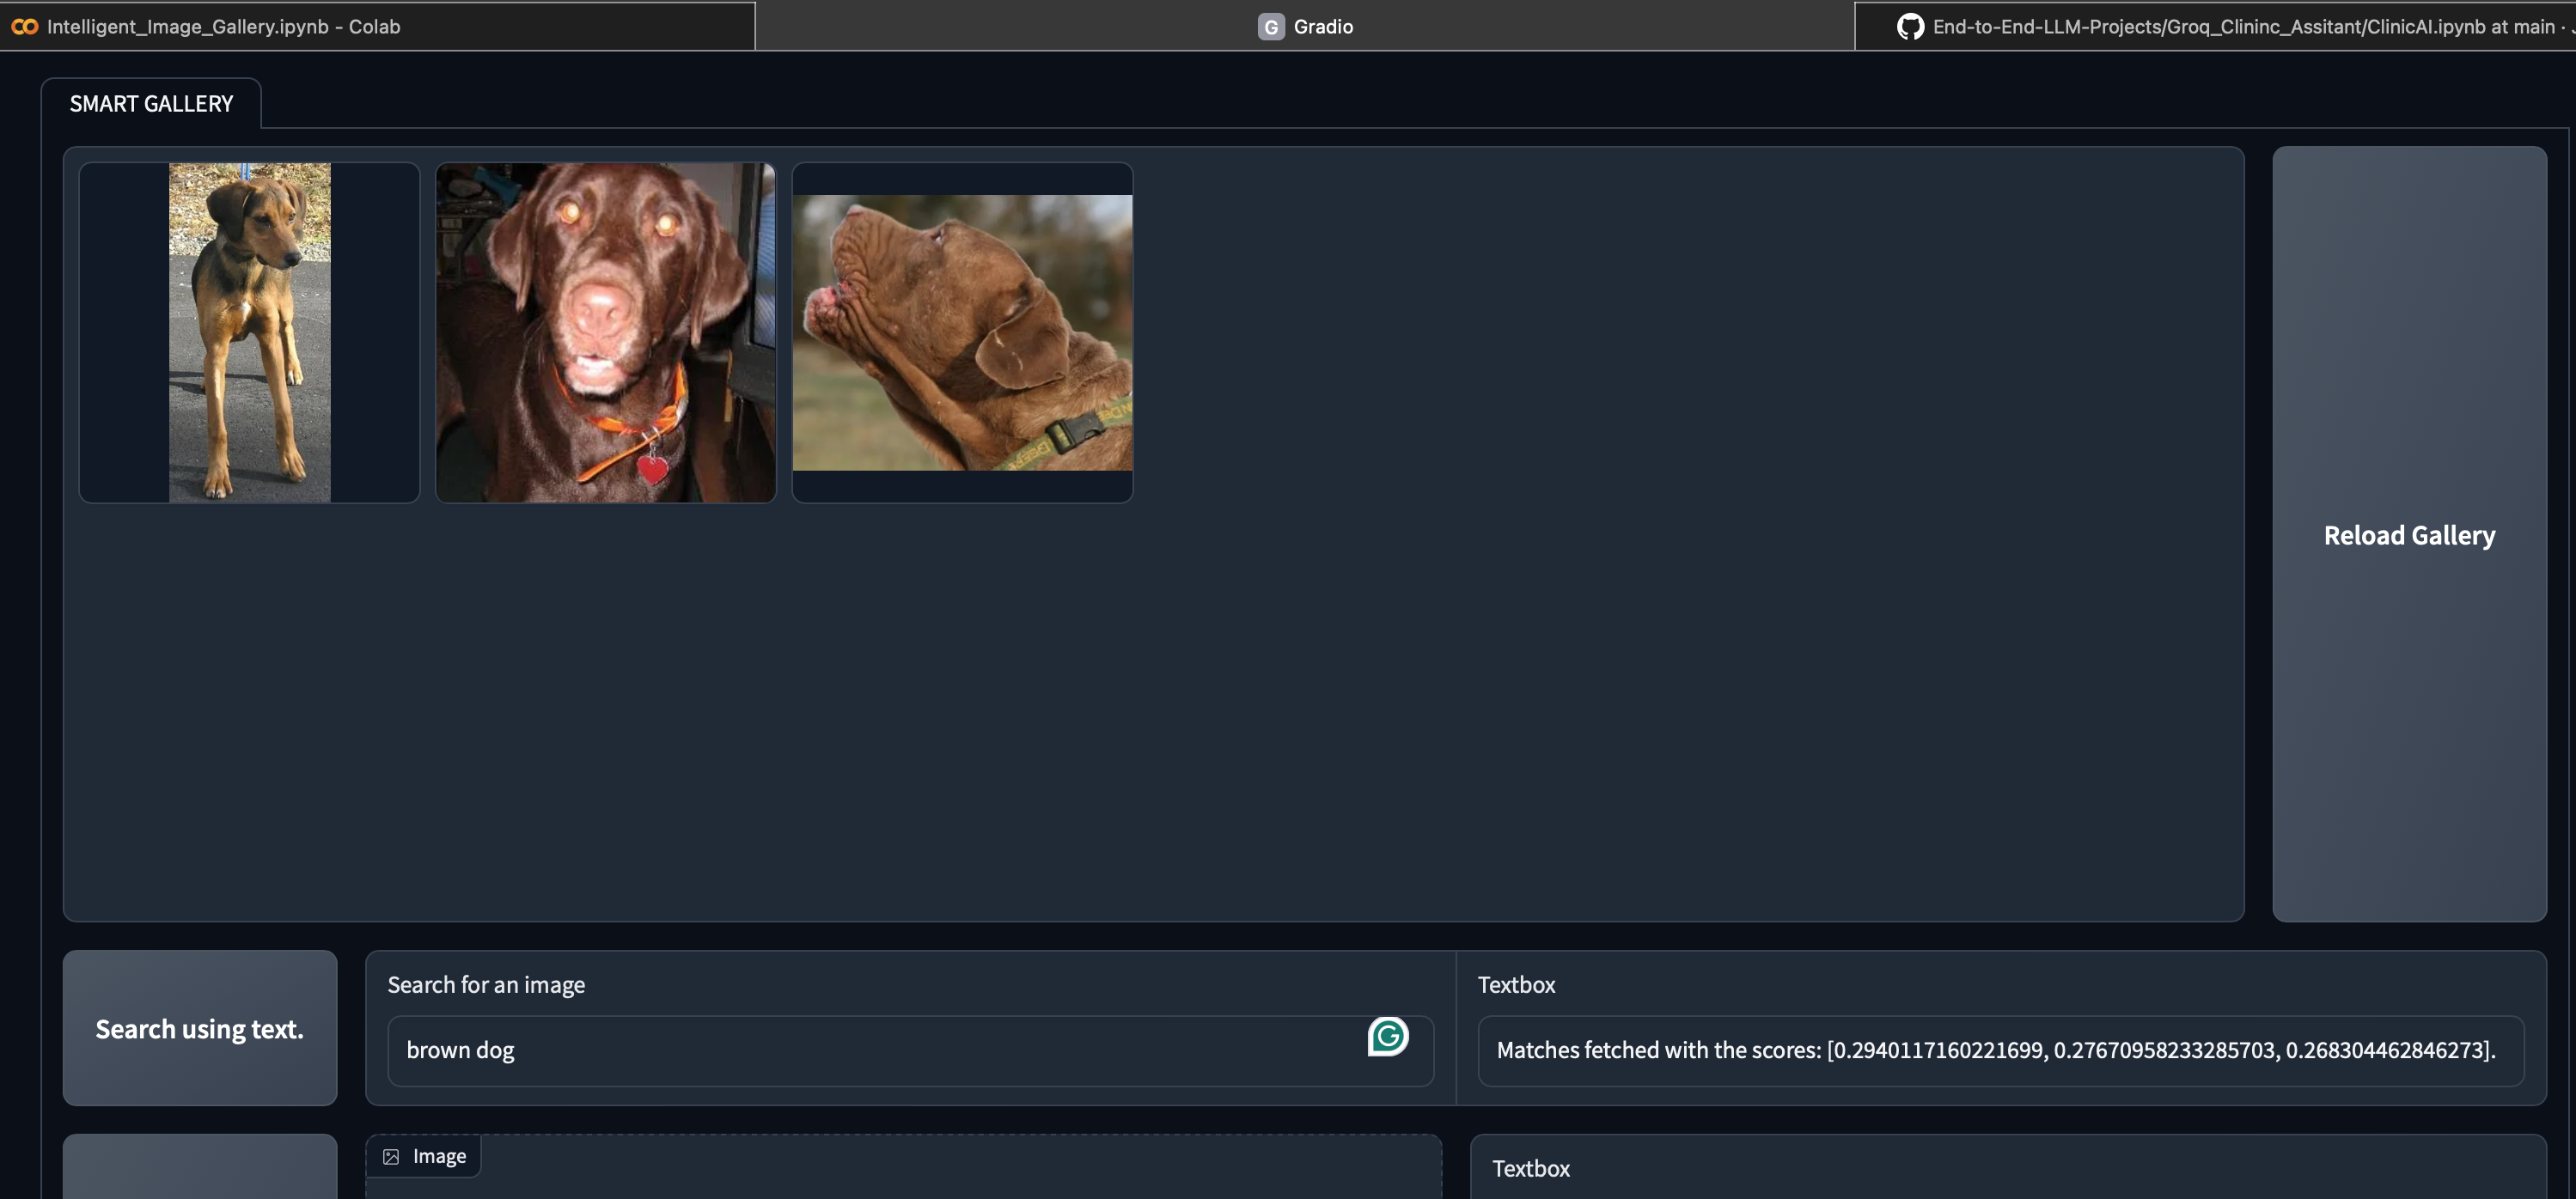 Intelligent_Image_Gallery.ipynb - Colab
G Gradio
End-to-End-LLM-Projects/Groq_Clininc_Assitant/ClinicAI.ipynb at main ·
SMART GALLERY
Reload Gallery
Search using text.
Search for an image
brown dog
Textbox
Matches fetched with the scores: [0.2940117160221699, 0.27670958233285703, 0.268304462846273].
Image
Textbox